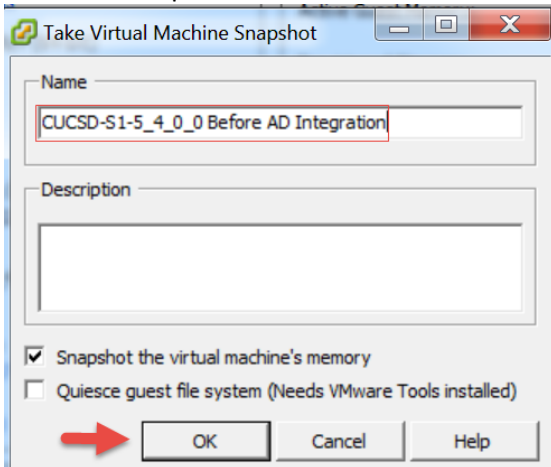 Take Virtual Machine Snapshot
Name
CUCSD-S1-5_4_0_0 Before AD Integration
Description
Snapshot the virtual machine's memory
Quiesce guest file system (Needs VMware Tools installed)
OK Cancel Help